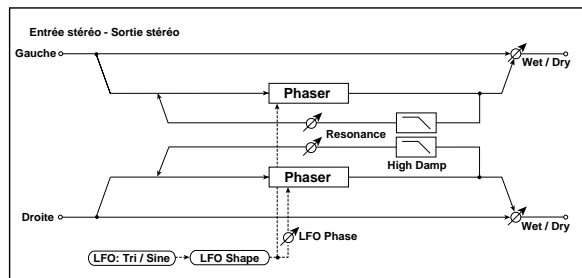 Entrée stéréo - Sortie stéréo
Gauche
Wet / Dry
Phaser
Resonance
High Damp
Phaser
Droite
Wet / Dry
LFO Phase
LFO: Tri / Sine
LFO Shape